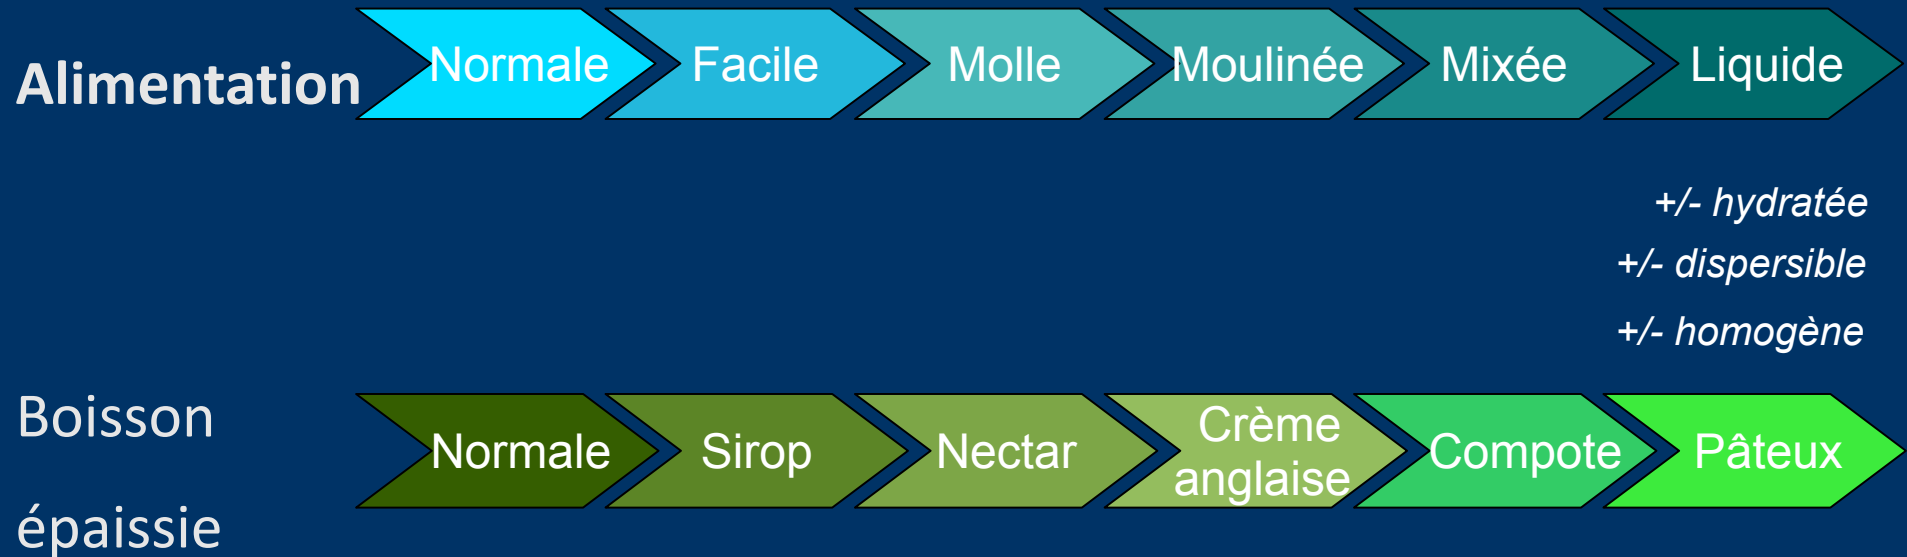 Alimentation
Normale
Facile
Molle
Moulinée
Mixée
Liquide
+/- hydratée
+/- dispersible
+/- homogène
Boisson
épaissie
Normale
Sirop
Nectar
Crème
anglaise
Compote
Pâteux